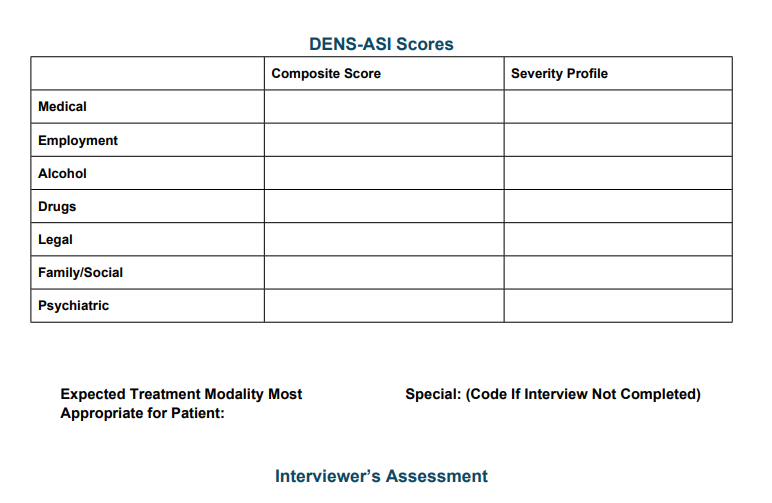 DENS-ASI Scores
Composite Score Severity Profile
Medical
Employment
Alcohol
Drugs
Legal
Family/Social
Psychiatric
Expected Treatment Modality Most
Appropriate for Patient:
Special: (Code If Interview Not Completed)
Interviewer’s Assessment